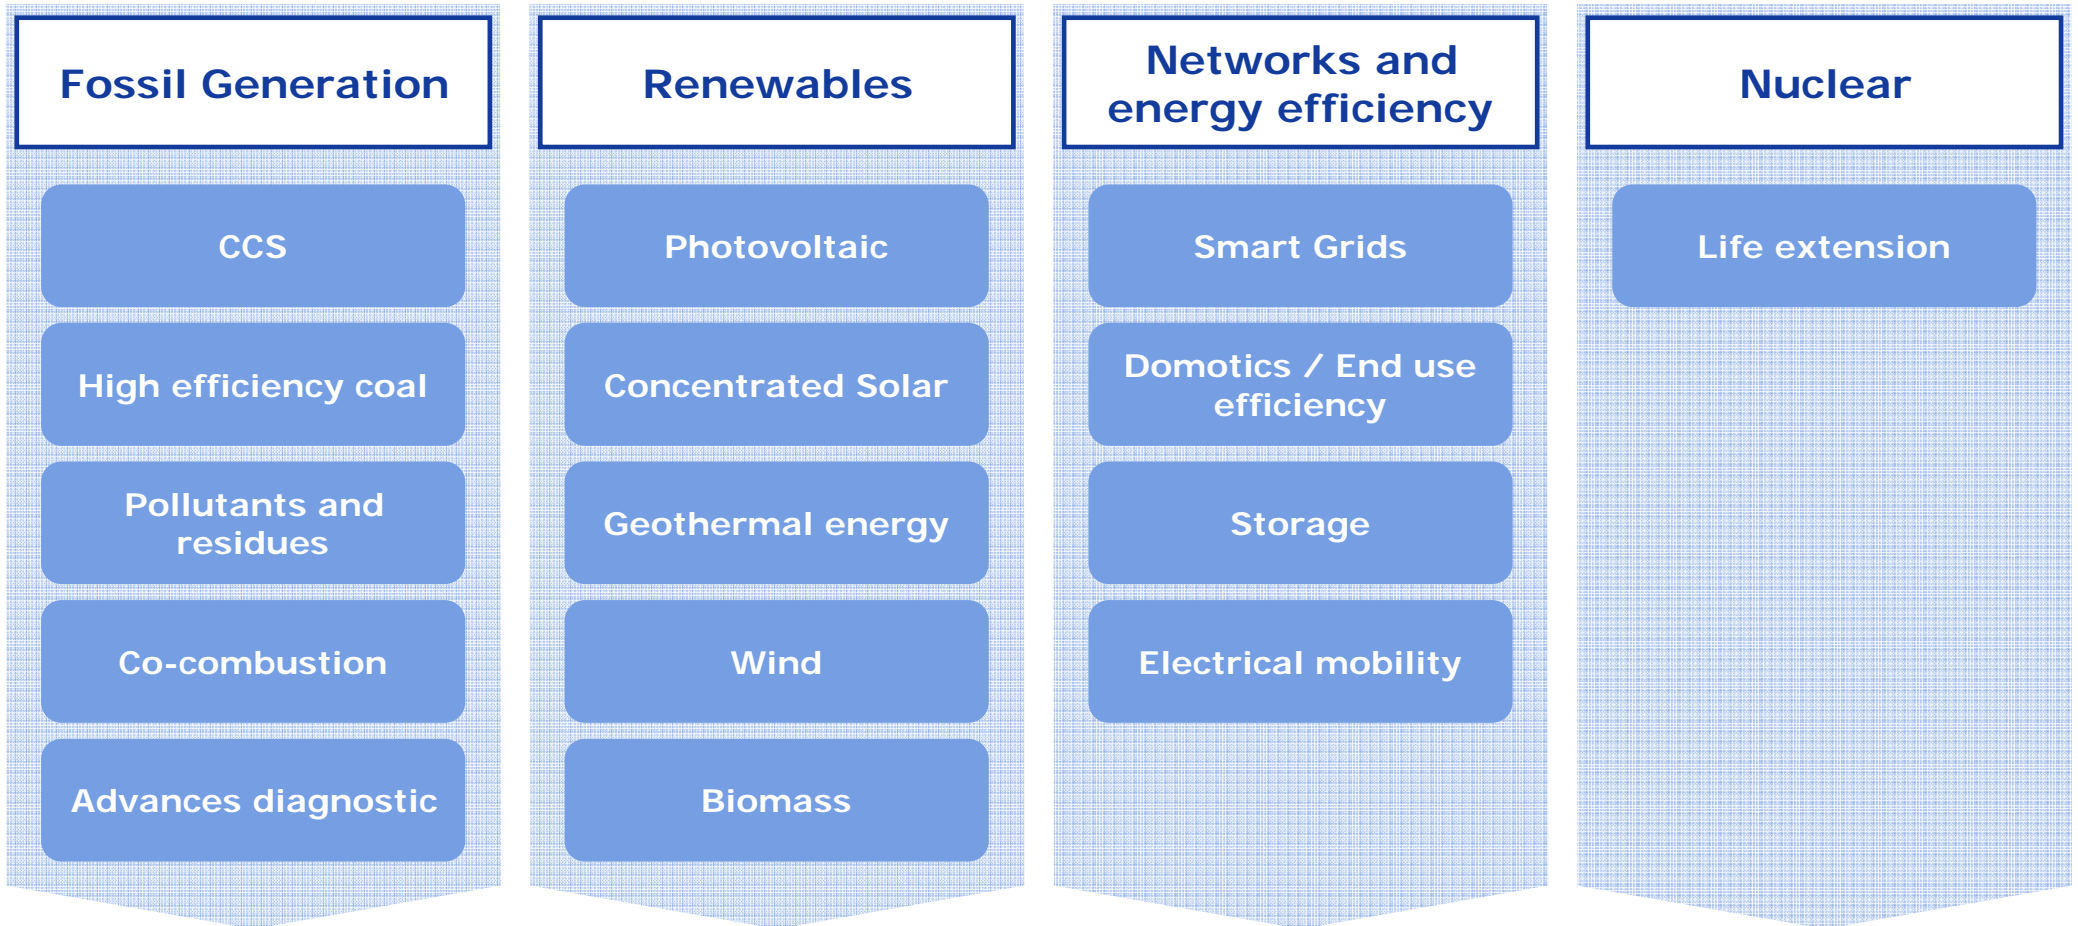 Fossil Generation
CCS
High efficiency coal
Pollutants and
residues
Co-combustion
Advances diagnostic
Renewables
Photovoltaic
Concentrated Solar
Geothermal energy
Wind
Biomass
Networks and
energy efficiency
Smart Grids
Domotics / End use
efficiency
Storage
Electrical mobility
Nuclear
Life extension